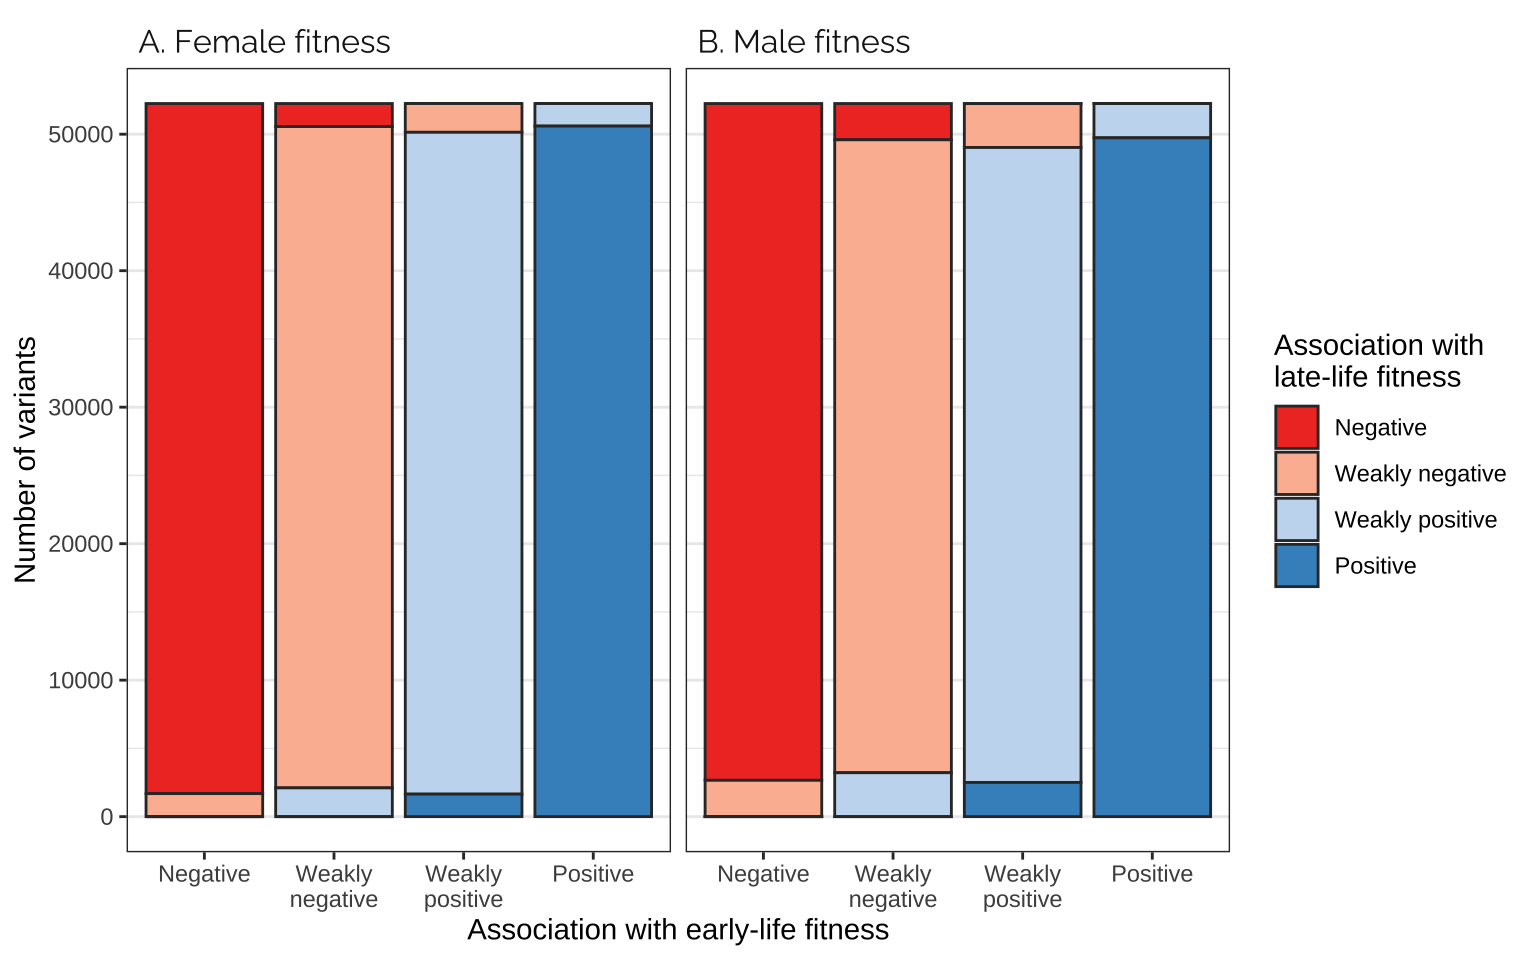 A. Female fitness
B. Male fitness
Number of variants
50000
40000
30000
20000
10000
0
Negative
Weakly
negative
Weakly
positive
Positive
Negative
Weakly
negative
Weakly
positive
Positive
Association with early-life fitness
Association with
late-life fitness
Negative
Weakly negative
Weakly positive
Positive